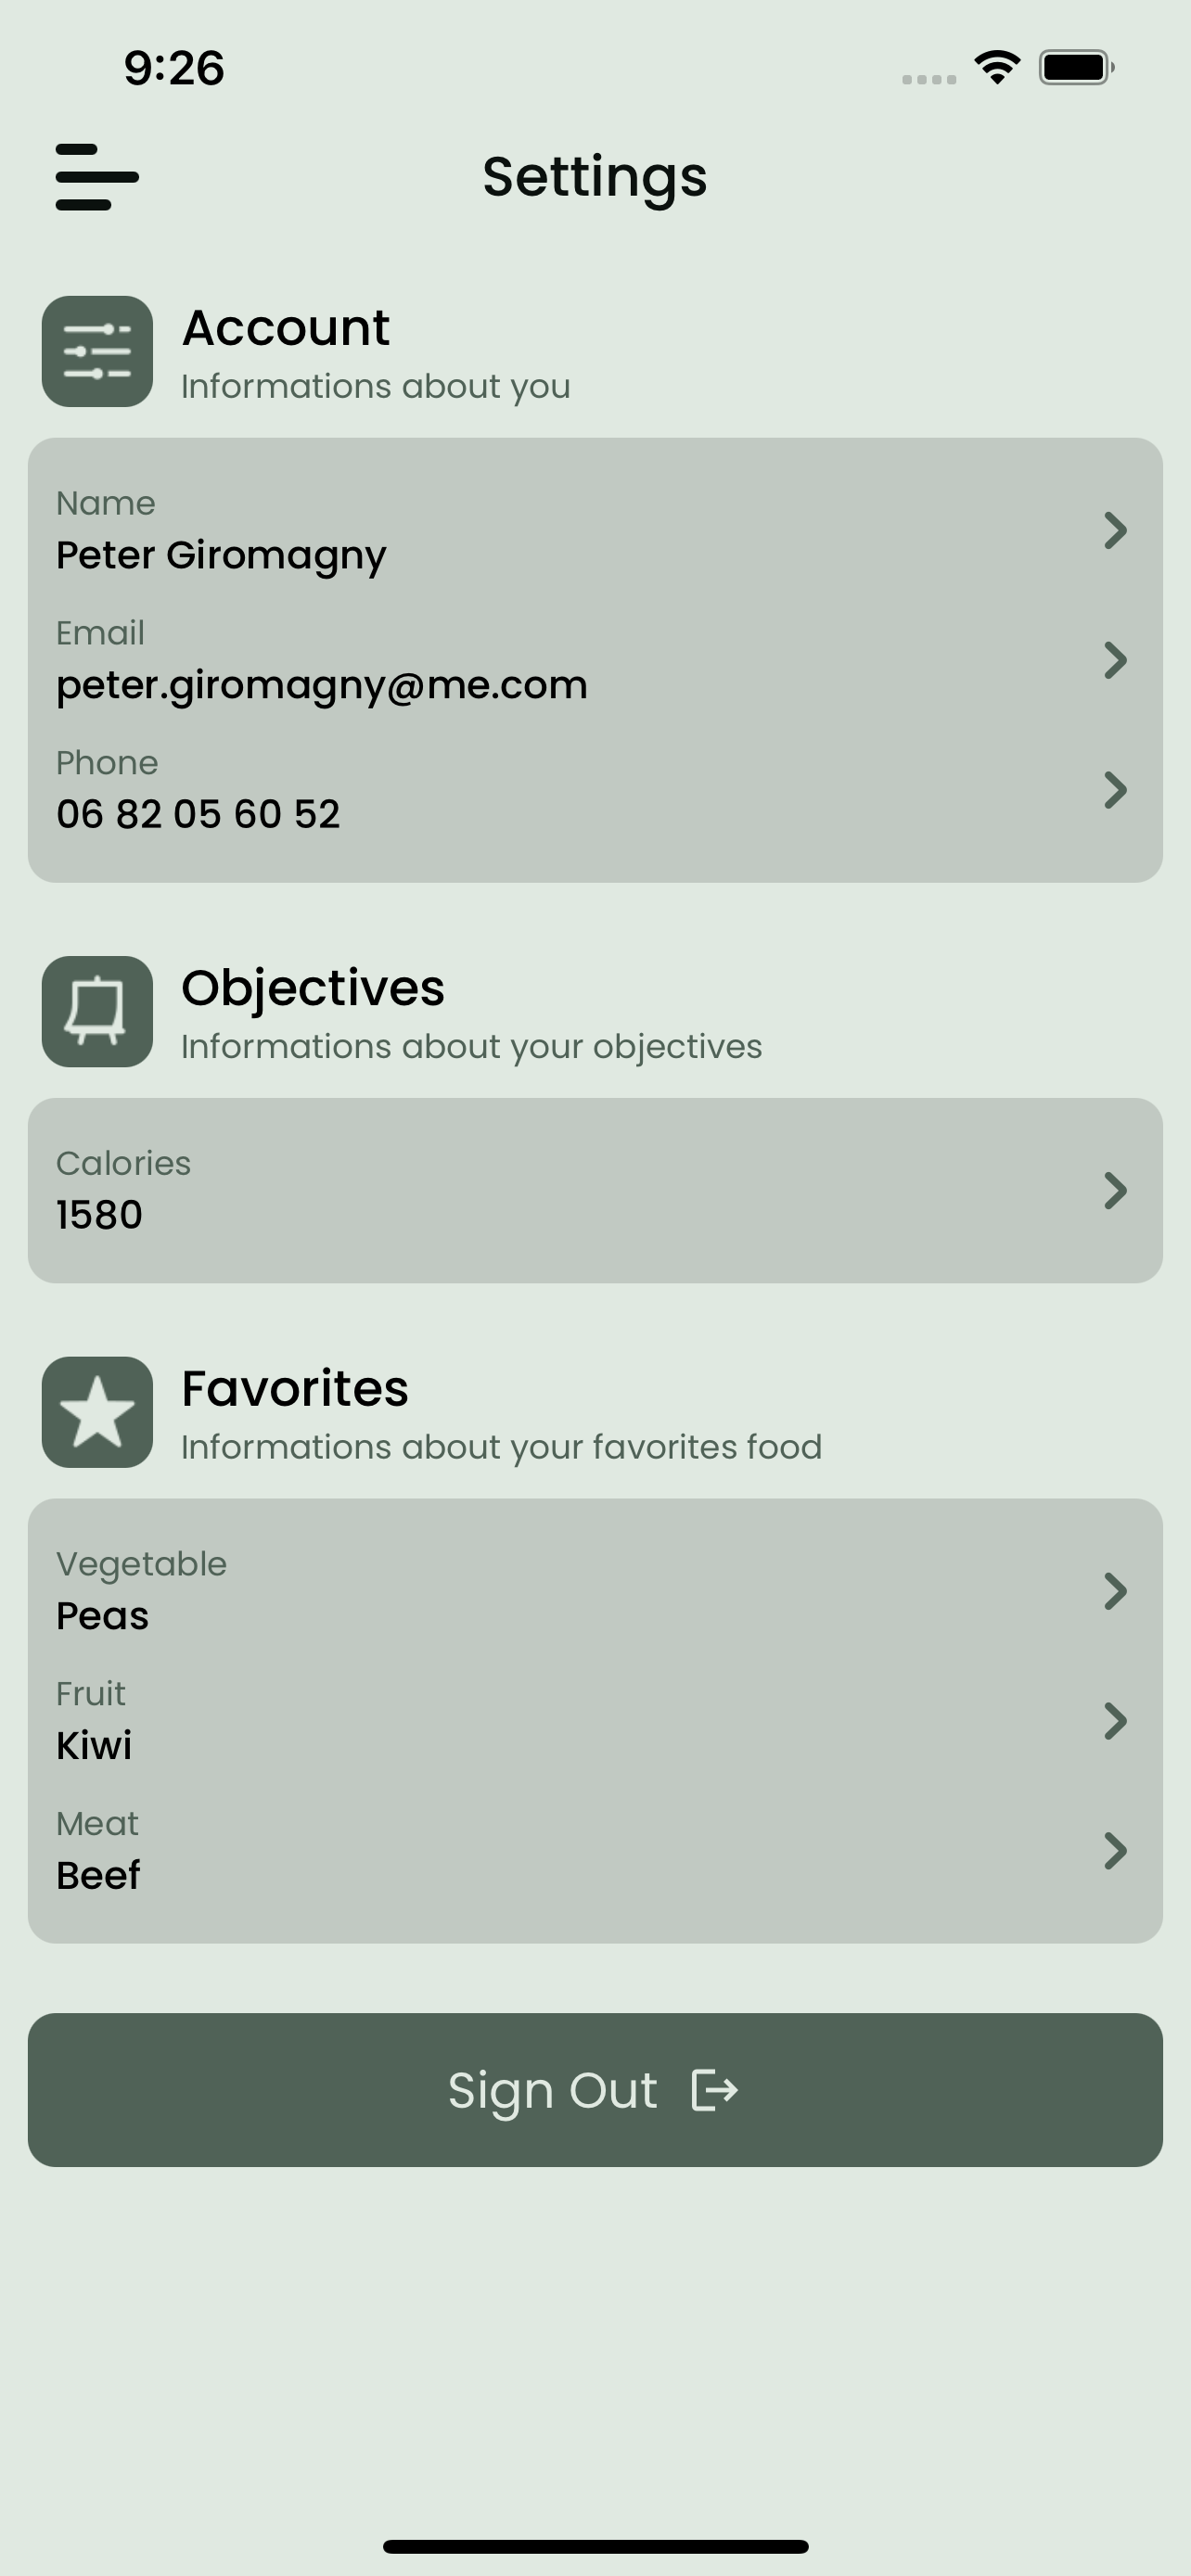 9:26
Settings
Account
Informations about you
Name
Peter Giromagny
Email
peter.giromagny@me.com
Phone
06 82 05 60 52
Objectives
Informations about your objectives
Calories
1580
Favorites
Informations about your favorites food
Vegetable
Peas
Fruit
Kiwi
Meat
Beef
Sign Out